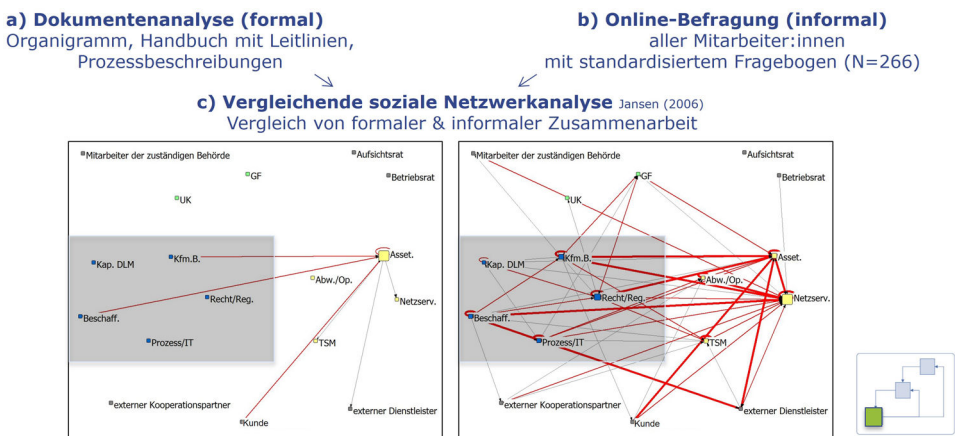 a) Dokumentenanalyse (formal)
Organigramm, Handbuch mit Leitlinien,
Prozessbeschreibungen
b) Online-Befragung (informal)
aller Mitarbeiter:innen
mit standardisiertem Fragebogen (N=266)
c) Vergleichende soziale Netzwerkanalyse Jansen (2006)
Vergleich von formaler & informaler Zusammenarbeit
Mitarbeiter der zuständigen Behörde
Aufsichtsrat
GF
Betriebsrat
UK
Asset.
Kfm.B.
Kap. DLM
Abw./Op.
Recht/Reg.
Netzserv.
Beschaff.
Prozess/IT
TSM
externer Kooperationspartner
externer Dienstleister
Kunde
Mitarbeiter der zuständigen Behörde
Aufsichtsrat
GF
Betriebsrat
UK
Asset.
Kfm.B.
Kap. DLM
Abw./Op.
Recht/Reg.
Netzserv.
Beschaff.
Prozess/IT
TSM
externer Kooperationspartner
externer Dienstleister
Kunde